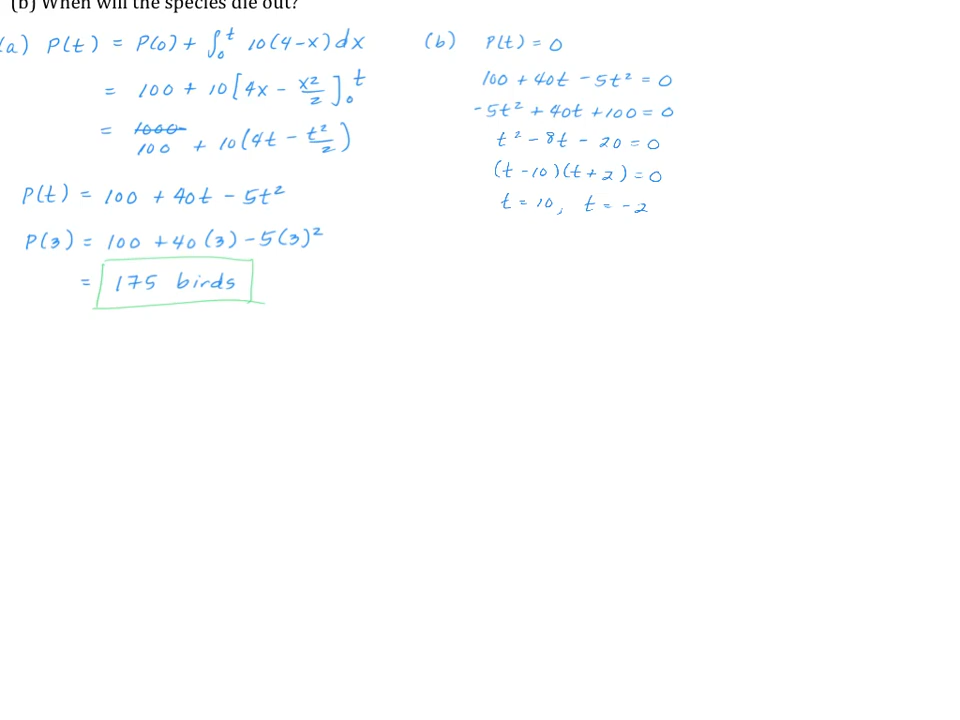 (b) When will the species die out?
(a) P(t) = P(0) + ∫₀ᵗ 10(4-x)dx
= 100 + 10[4x - x²/2]₀ᵗ
= 1000 100 + 10(4t - t²/2)
P(t) = 100 + 40t - 5t²
P(3) = 100 + 40(3) - 5(3)²
= 175 birds
(b) P(t) = 0
100 + 40t - 5t² = 0
-5t² + 40t + 100 = 0
t² - 8t - 20 = 0
(t - 10)(t + 2) = 0
t = 10, t = -2